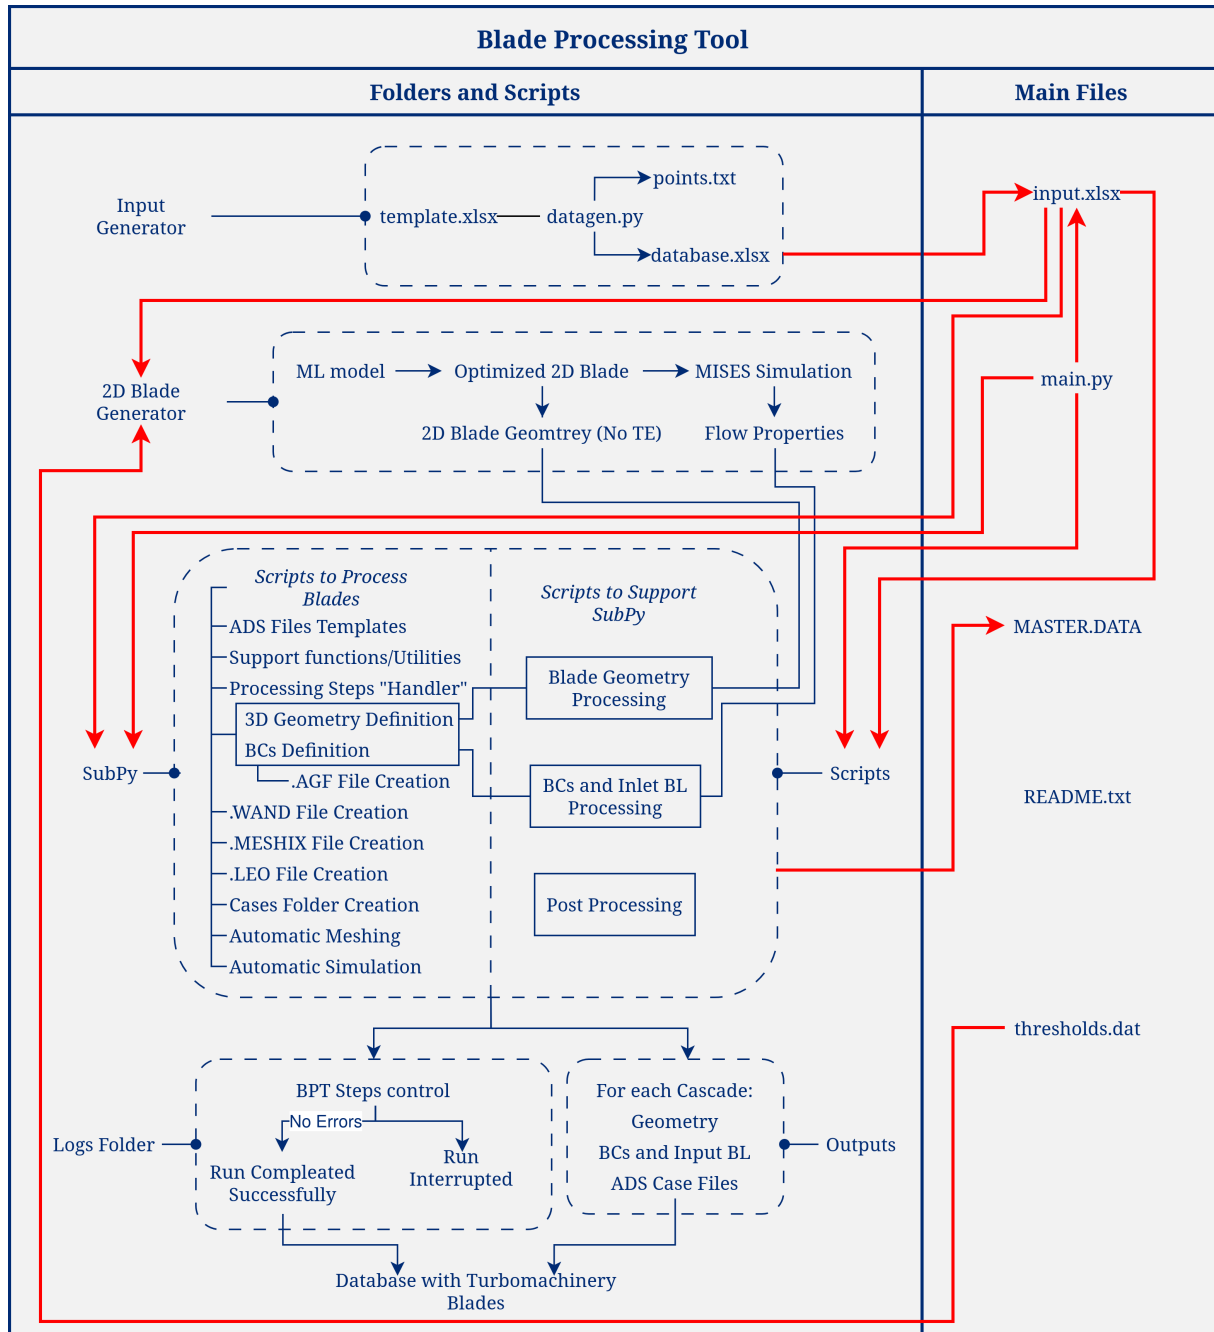 Blade Processing Tool
Folders and Scripts
Main Files
Input
Generator
template.xlsx
datagen.py
points.txt
database.xlsx
input.xlsx
2D Blade
Generator
ML model
Optimized 2D Blade
MISES Simulation
2D Blade Geomtrey (No TE)
Flow Properties
main.py
Scripts to Process
Blades
ADS Files Templates
Support functions/Utilities
Processing Steps "Handler"
3D Geometry Definition
BCs Definition
.AGF File Creation
.WAND File Creation
.MESHIX File Creation
.LEO File Creation
Cases Folder Creation
Automatic Meshing
Automatic Simulation
Scripts to Support
SubPy
Blade Geometry
Processing
BCs and Inlet BL
Processing
Post Processing
SubPy
Scripts
MASTER.DATA
README.txt
thresholds.dat
Logs Folder
BPT Steps control
No Errors
Run Compleated
Successfully
Run
Interrupted
For each Cascade:
Geometry
BCs and Input BL
ADS Case Files
Outputs
Database with Turbomachinery
Blades